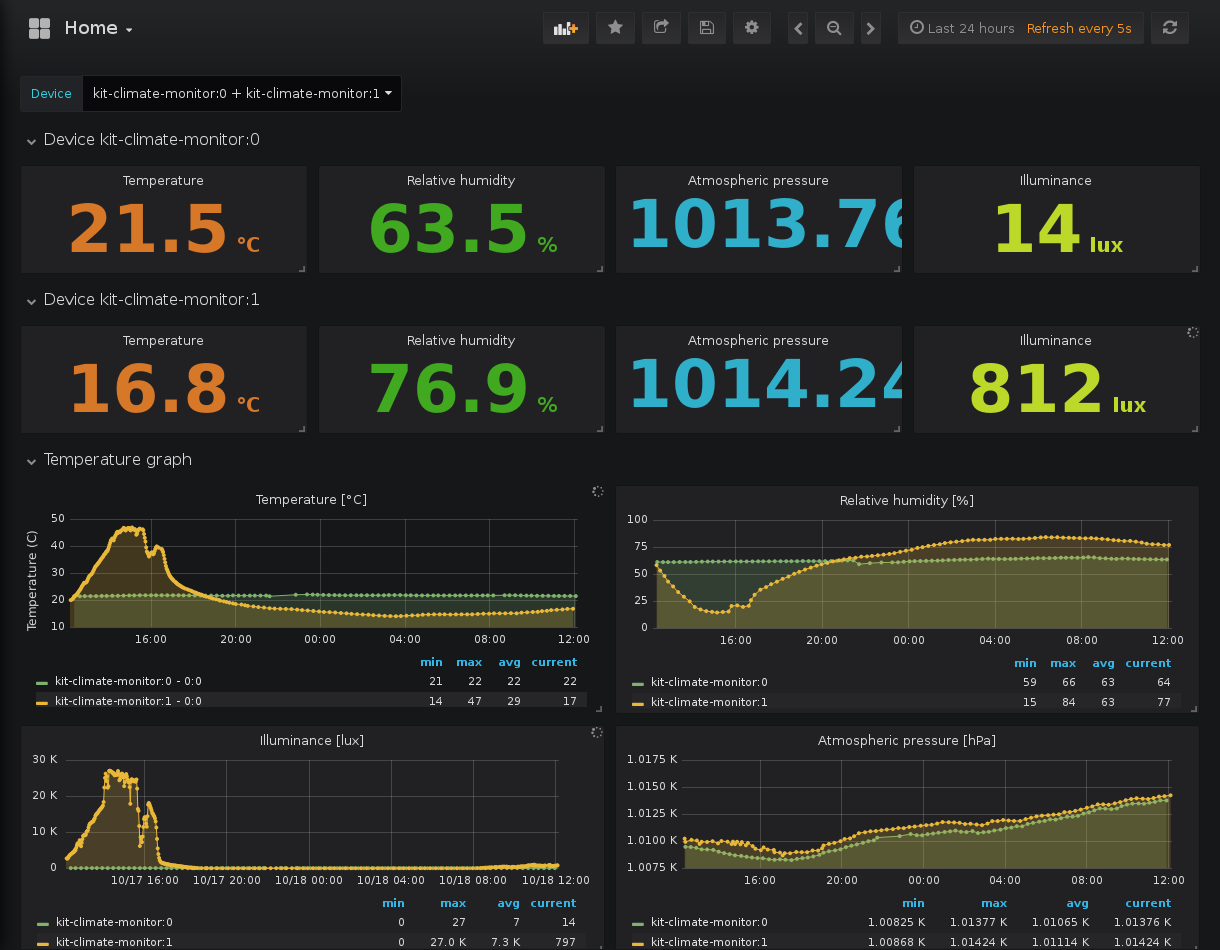 Home
Last 24 hours Refresh every 5s
Device kit-climate-monitor:0 + kit-climate-monitor:1
Device kit-climate-monitor:0
Temperature Relative humidity Atmospheric pressure Illuminance
21.5 °C 63.5 % 1013.76 14 lux
Device kit-climate-monitor:1
Temperature Relative humidity Atmospheric pressure Illuminance
16.8 °C 76.9 % 1014.24 812 lux
Temperature graph
Temperature [°C]
Temperature (C)
50
40
30
20
10
16:00 20:00 00:00 04:00 08:00 12:00
min max avg current
kit-climate-monitor:0 - 0:0 21 22 22 22
kit-climate-monitor:1 - 0:0 14 47 29 17
Relative humidity [%]
100
75
50
25
0
16:00 20:00 00:00 04:00 08:00 12:00
min max avg current
kit-climate-monitor:0 59 66 63 64
kit-climate-monitor:1 15 84 63 77
Illuminance [lux]
30 K
20 K
10 K
0
10/17 16:00 10/17 20:00 10/18 00:00 10/18 04:00 10/18 08:00 10/18 12:00
min max avg current
kit-climate-monitor:0 0 27 7 14
kit-climate-monitor:1 0 27.0 K 7.3 K 797
Atmospheric pressure [hPa]
1.0175 K
1.0150 K
1.0125 K
1.0100 K
1.0075 K
16:00 20:00 00:00 04:00 08:00 12:00
min max avg current
kit-climate-monitor:0 1.00825 K 1.01377 K 1.01065 K 1.01376 K
kit-climate-monitor:1 1.00868 K 1.01424 K 1.01114 K 1.01424 K